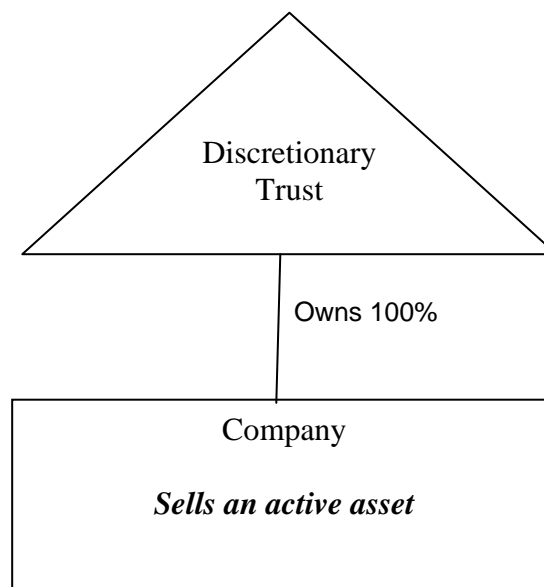 Discretionary
Trust
Owns 100%
Company
Sells an active asset